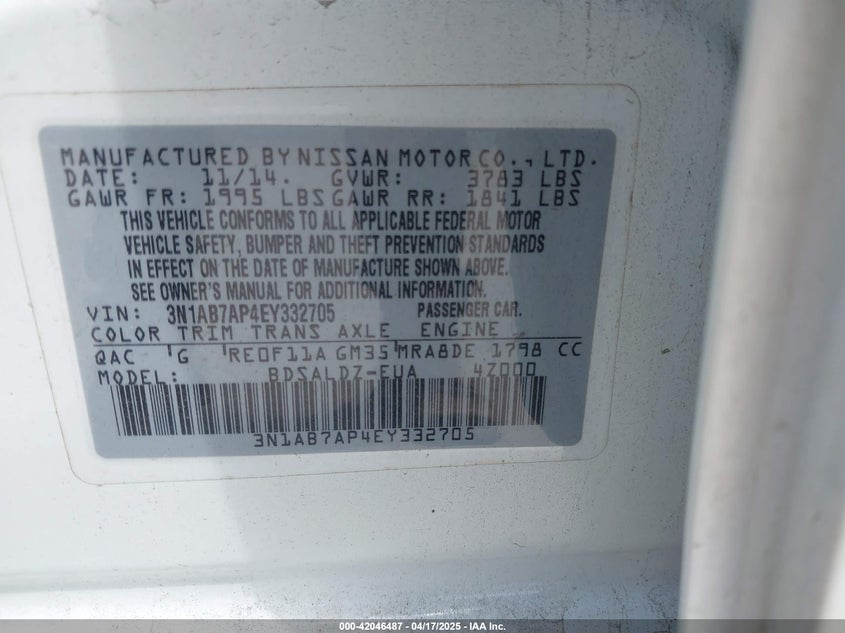 MANUFACTURED BY NISSAN MOTOR CO., LTD.
DATE: 11/14. GVWR: 3783 LBS
GAWR FR: 1995 LBS GAWR RR: 1841 LBS
THIS VEHICLE CONFORMS TO ALL APPLICABLE FEDERAL MOTOR
VEHICLE SAFETY, BUMPER AND THEFT PREVENTION STANDARDS
IN EFFECT ON THE DATE OF MANUFACTURE SHOWN ABOVE.
SEE OWNER'S MANUAL FOR ADDITIONAL INFORMATION.
VIN: 3N1AB7AP4EY332705 PASSENGER CAR.
COLOR TRIM TRANS AXLE ENGINE
QAC G RE0F11A GM35 MRA8DE 1798 CC
MODEL: BDSALDZ-EUA 4Z000
3N1AB7AP4EY332705
000-42046487 - 04/17/2025 - IAA Inc.